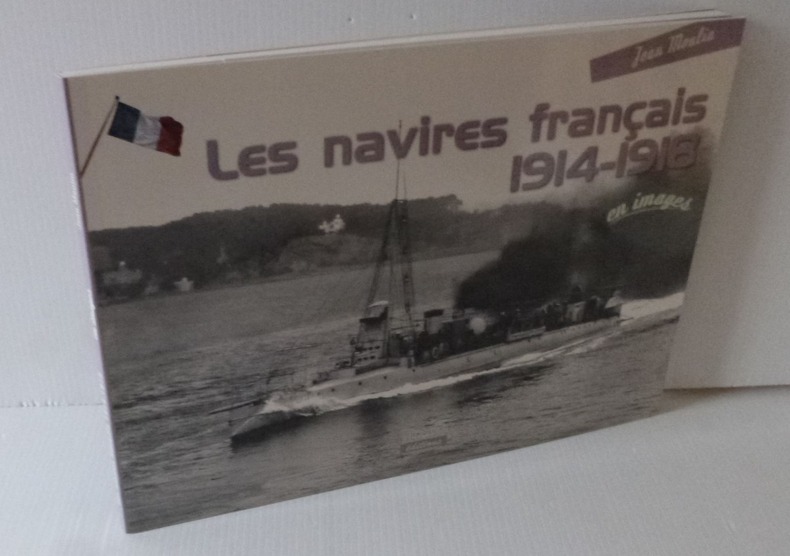 Jean Moulin
Les navires français
1914-1918
en images